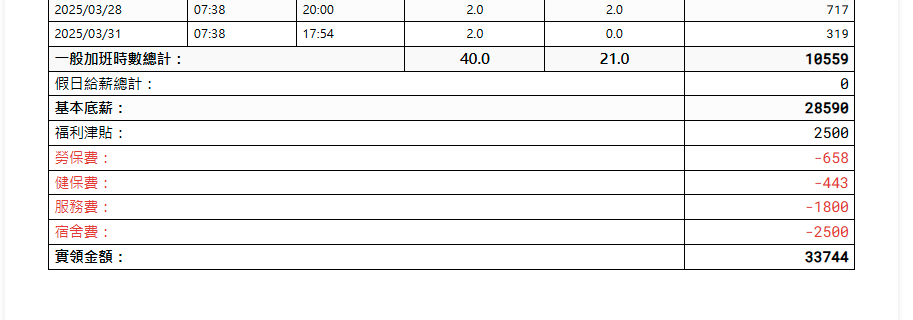 2025/03/28 07:38 20:00 2.0 2.0 717
2025/03/31 07:38 17:54 2.0 0.0 319
一般加班時數總計： 40.0 21.0 10559
假日給薪總計： 0
基本底薪： 28590
福利津貼： 2500
勞保費： -658
健保費： -443
服務費： -1800
宿舍費： -2500
實領金額： 33744